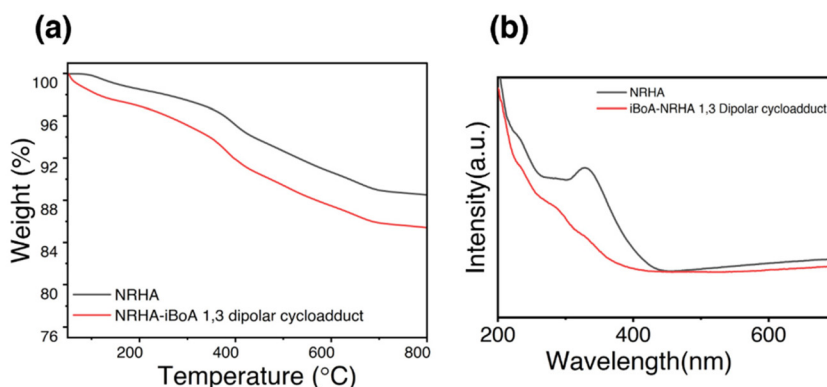 (a)
100
96
92
88
84
80
76
Weight (%)
NRHA
NRHA-iBoA 1,3 dipolar cycloadduct
200
400
600
800
Temperature (°C)
(b)
Intensity(a.u.)
NRHA
iBoA-NRHA 1,3 Dipolar cycloadduct
200
400
600
Wavelength(nm)